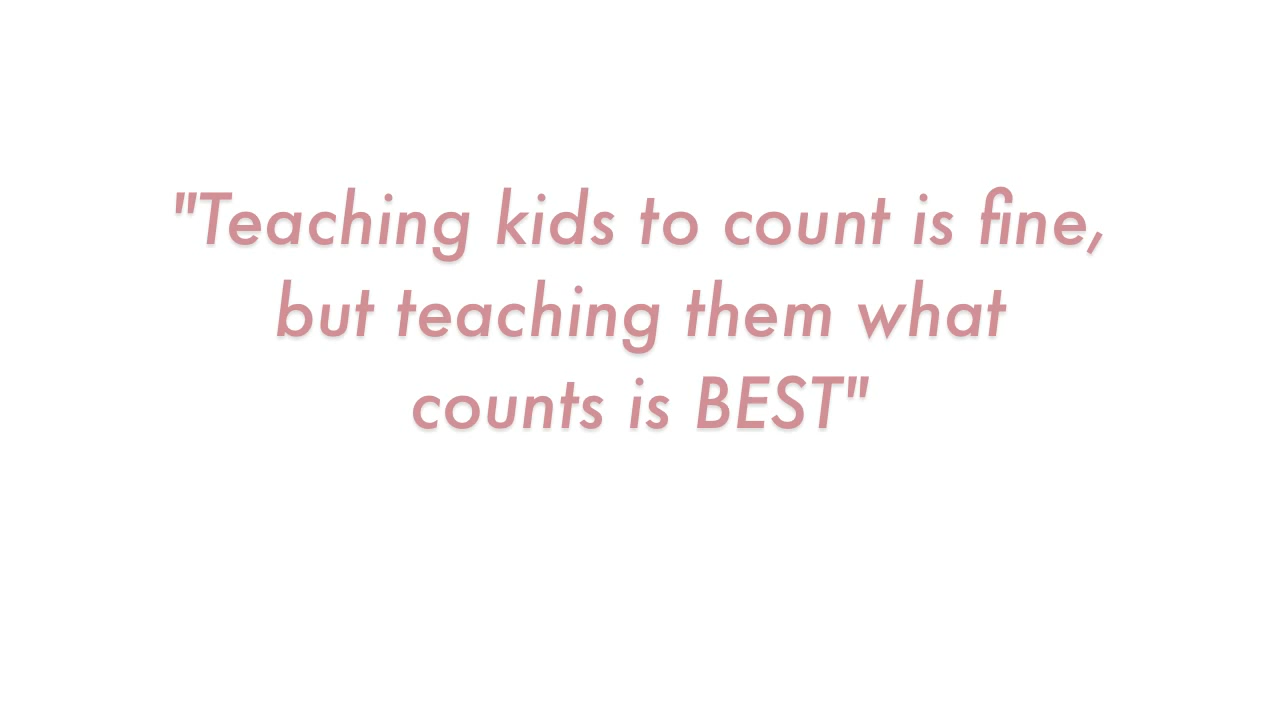 "Teaching kids to count is fine,
but teaching them what
counts is BEST"